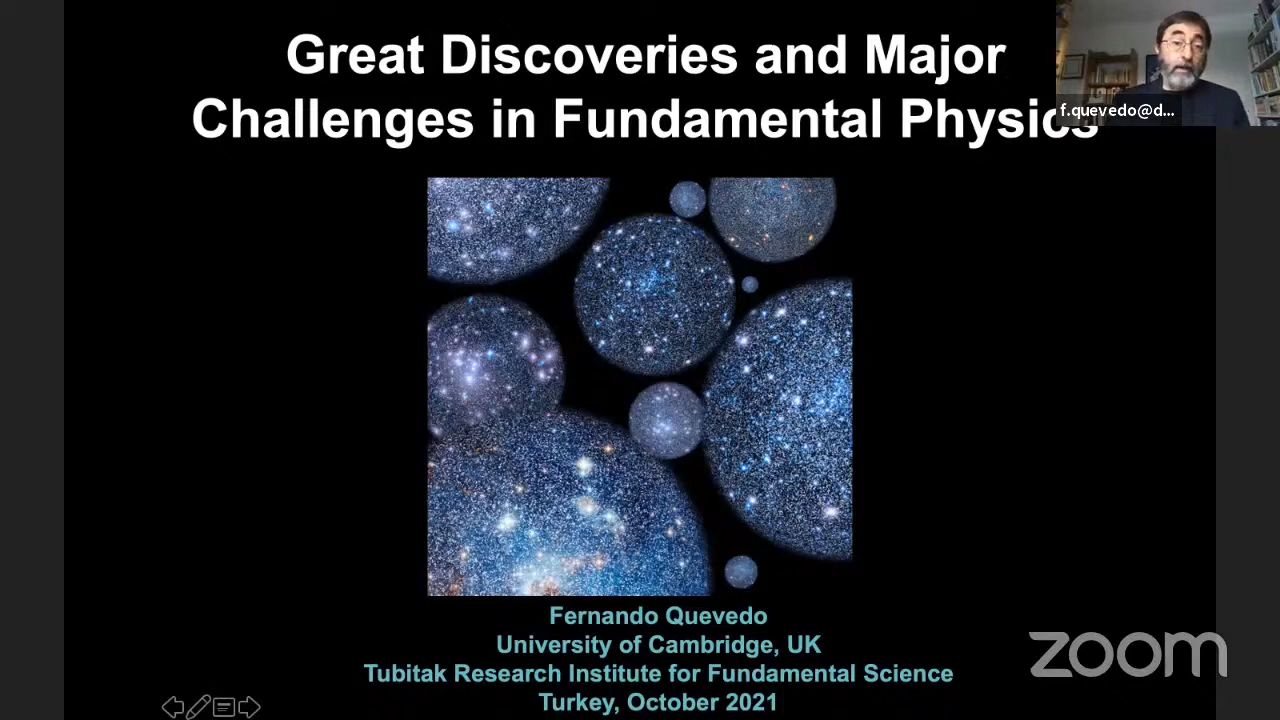 Great Discoveries and Major
Challenges in Fundamental Physics
f.quevedo@d...
Fernando Quevedo
University of Cambridge, UK
Tubitak Research Institute for Fundamental Science
Turkey, October 2021
zoom